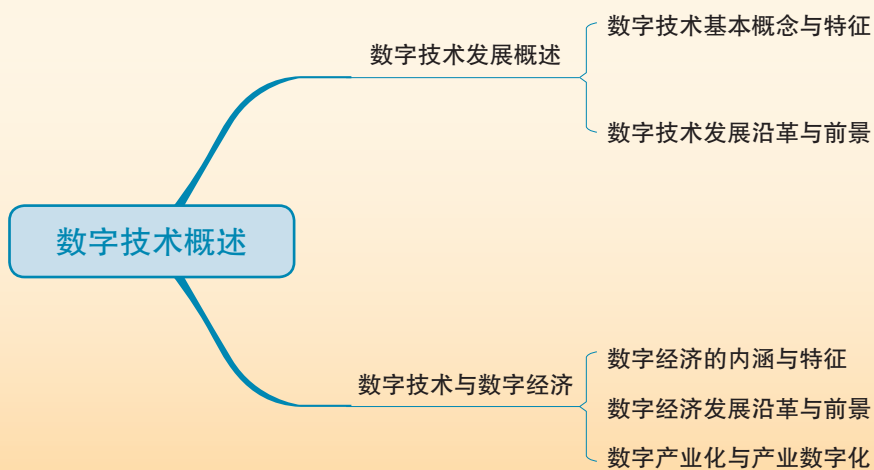 数字技术概述
数字技术发展概述
数字技术基本概念与特征
数字技术发展沿革与前景
数字技术与数字经济
数字经济的内涵与特征
数字经济发展沿革与前景
数字产业化与产业数字化